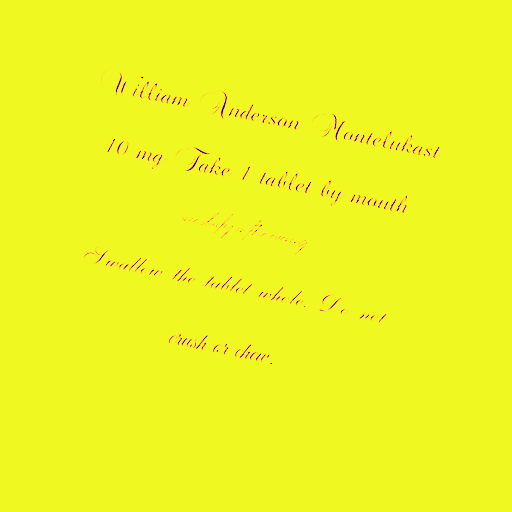 William Anderson Montelukast
10 mg Take 1 tablet by mouth
Swallow the tablet whole. Do not
crush or chew.